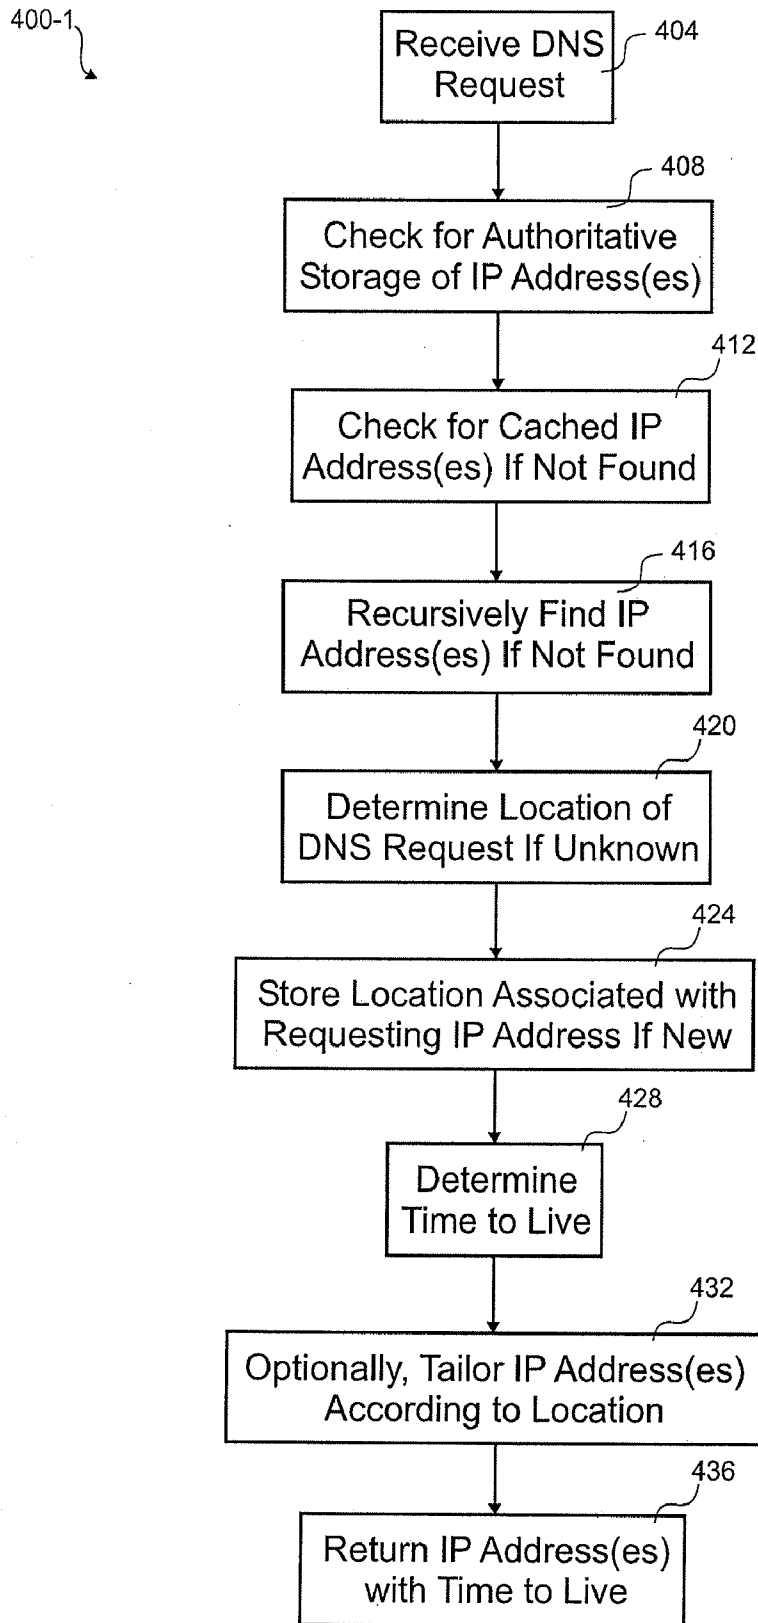 400-1
Receive DNS
Request
404
408
Check for Authoritative
Storage of IP Address(es)
412
Check for Cached IP
Address(es) If Not Found
416
Recursively Find IP
Address(es) If Not Found
420
Determine Location of
DNS Request If Unknown
424
Store Location Associated with
Requesting IP Address If New
428
Determine
Time to Live
432
Optionally, Tailor IP Address(es)
According to Location
436
Return IP Address(es)
with Time to Live